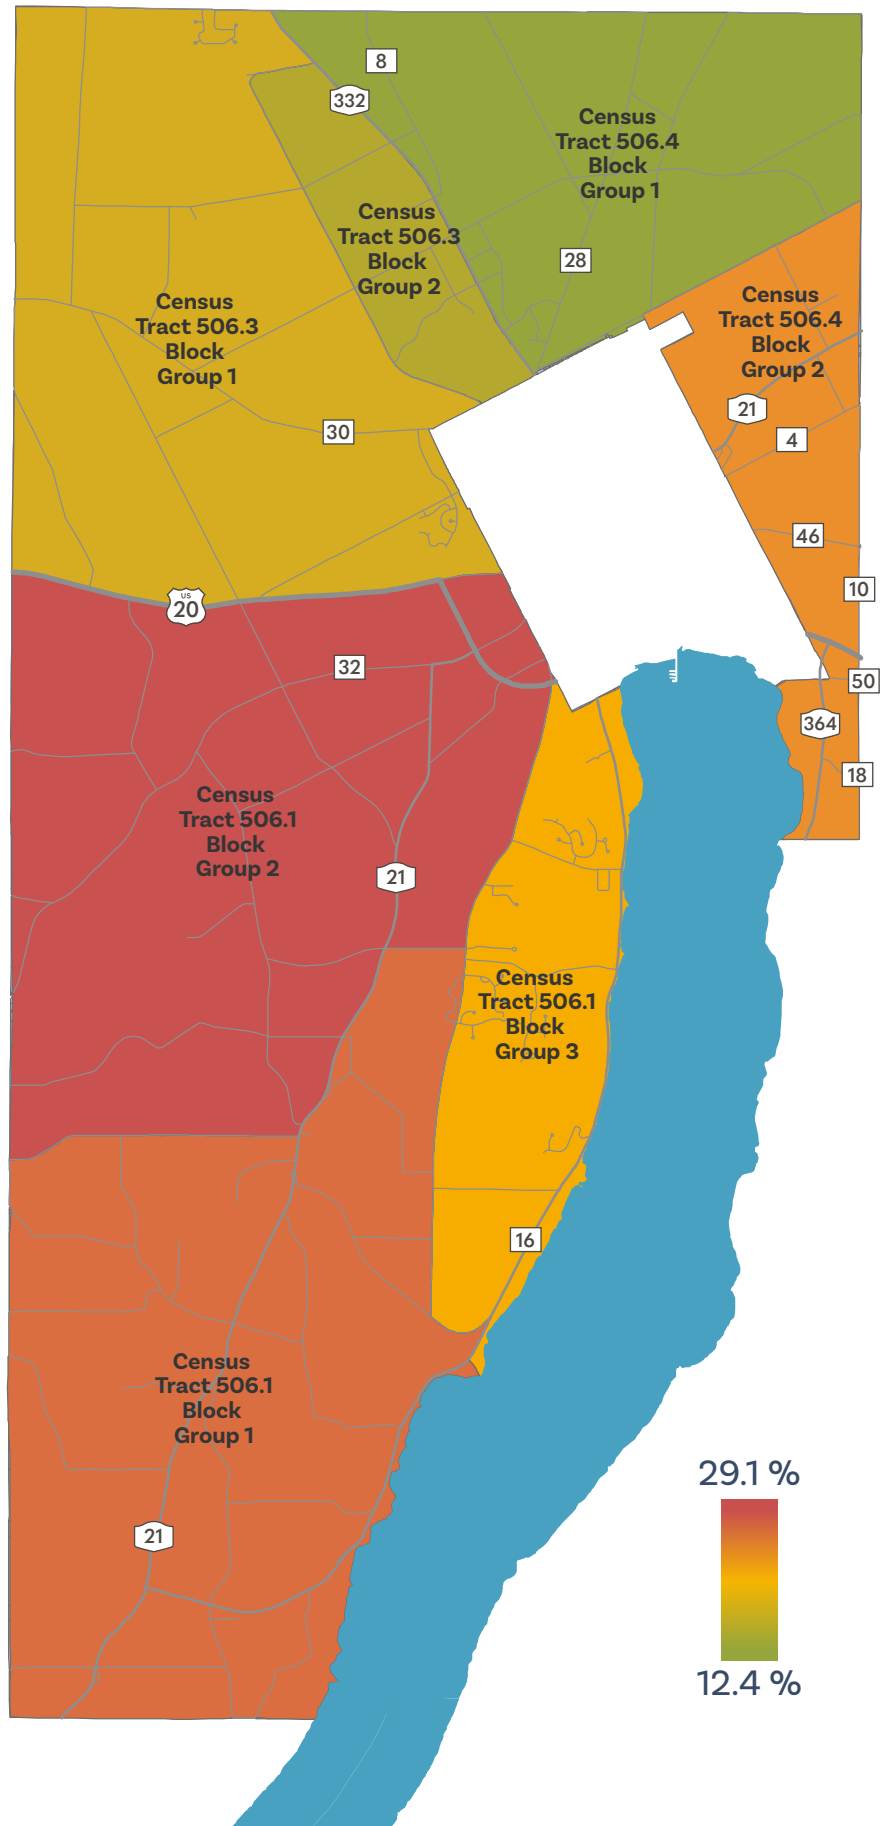 8
332
Census
Tract 506.4
Block
Group 1
Census
Tract 506.3
Block
Group 2
28
Census
Tract 506.3
Block
Group 1
Census
Tract 506.4
Block
Group 2
21
4
30
46
10
US
20
32
50
364
18
Census
Tract 506.1
Block
Group 2
21
Census
Tract 506.1
Block
Group 3
16
Census
Tract 506.1
Block
Group 1
21
29.1 %
12.4 %